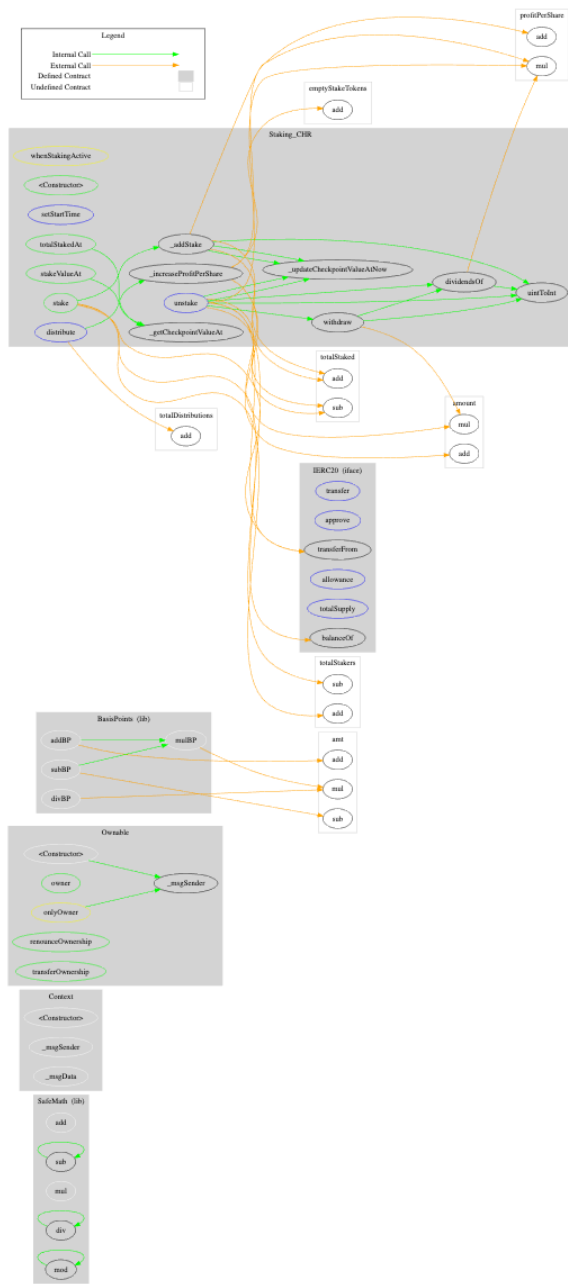 profitPerShare
add
mul
Legend
Internal Call
External Call
Defined Contract
Undefined Contract
emptyStakeTokens
add
Staking_CHR
whenStakingActive
<Constructor>
setStartTime
totalStakedAt
stakeValueAt
stake
distribute
_addStake
_increaseProfitPerShare
unstake
_getCheckpointValueAt
_updateCheckpointValueAtNow
withdraw
dividendsOf
uintToInt
totalStaked
add
sub
totalDistributions
add
amount
mul
add
IERC20 (iface)
transfer
approve
transferFrom
allowance
totalSupply
balanceOf
totalStakers
sub
add
BasisPoints (lib)
addBP
subBP
divBP
mulBP
amt
add
mul
sub
Ownable
<Constructor>
owner
onlyOwner
renounceOwnership
transferOwnership
_msgSender
Context
<Constructor>
_msgSender
_msgData
SafeMath (lib)
add
sub
mul
div
mod